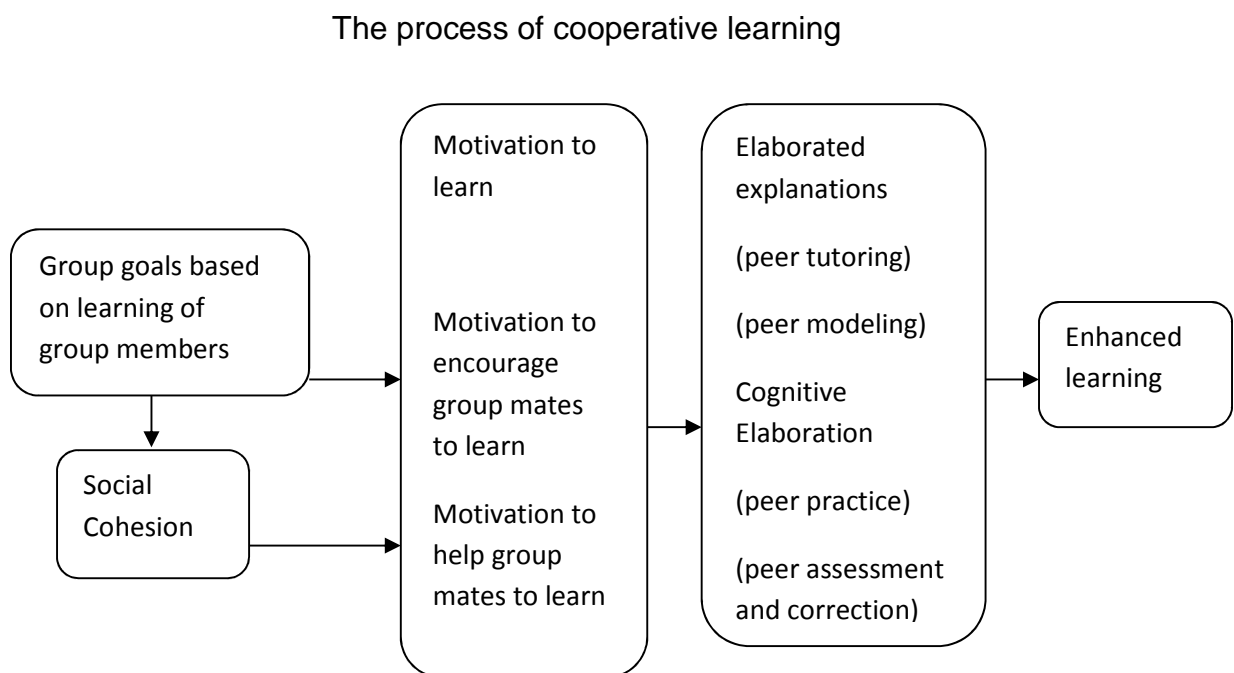 The process of cooperative learning
Group goals based
on learning of
group members
Social
Cohesion
Motivation to
learn
Motivation to
encourage
group mates
to learn
Motivation to
help group
mates to learn
Elaborated
explanations
(peer tutoring)
(peer modeling)
Cognitive
Elaboration
(peer practice)
(peer assessment
and correction)
Enhanced
learning